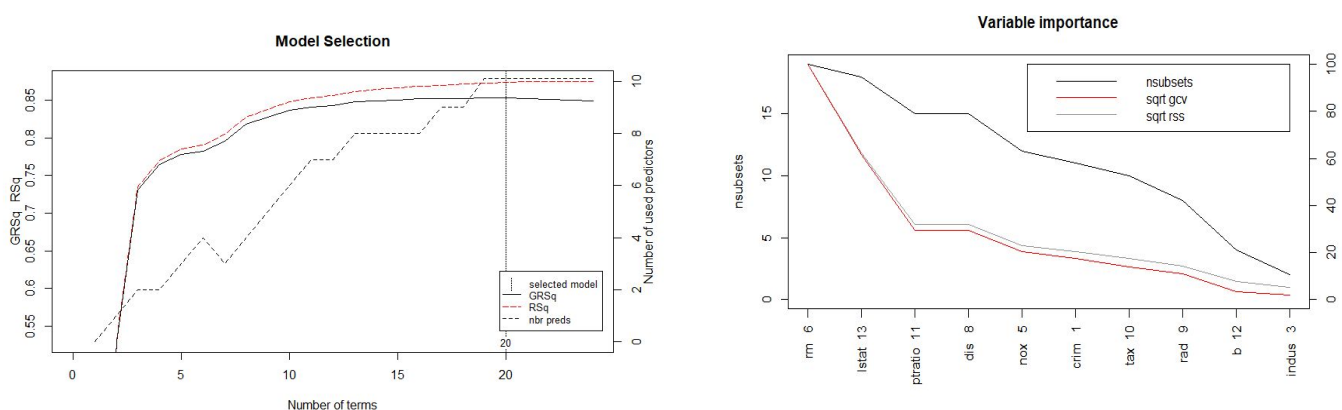 Model Selection
GRSq RSq
0.55
0.6
0.65
0.7
0.75
0.8
0.85
0
5
10
15
20
Number of terms
0
2
4
6
8
10
Number of used predictors
selected model
GRSq
RSq
nbr preds
20
Variable importance
nsubsets
0
5
10
15
0
20
40
60
80
100
nsubsets
sqrt gcv
sqrt rss
rm 6
lstat 13
ptratio 11
dis 8
nox 5
crim 1
tax 10
rad 9
b 12
indus 3